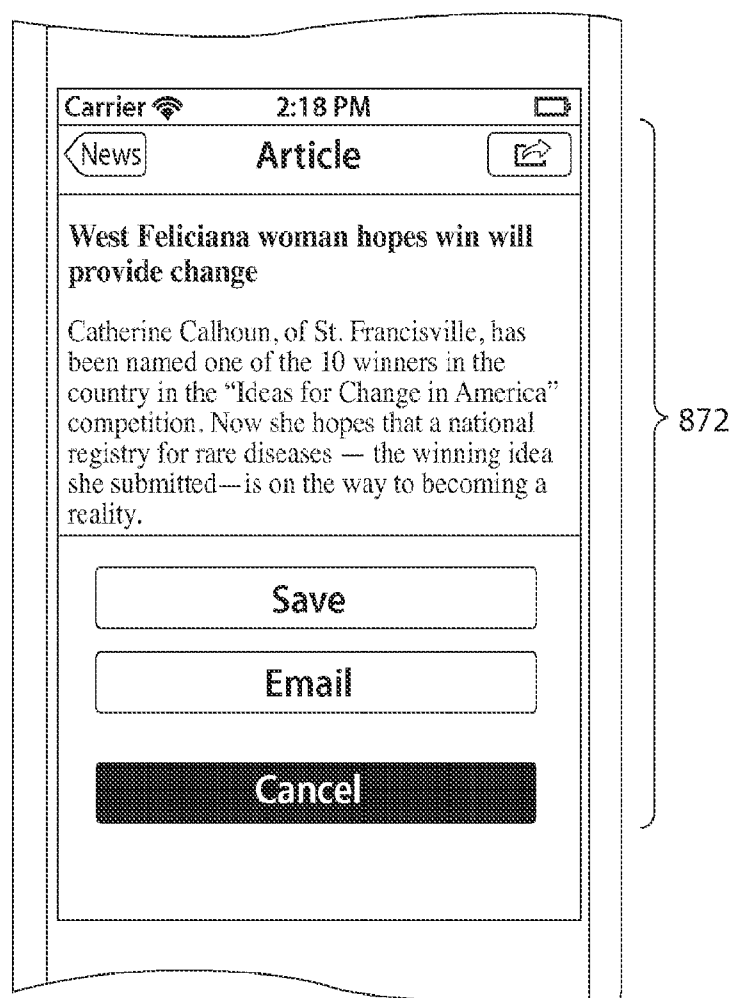 Carrier 2:18 PM
News Article
West Feliciana woman hopes win will
provide change
Catherine Calhoun, of St. Francisville, has
been named one of the 10 winners in the
country in the “Ideas for Change in America”
competition. Now she hopes that a national
registry for rare diseases — the winning idea
she submitted—is on the way to becoming a
reality.
872
Save
Email
Cancel